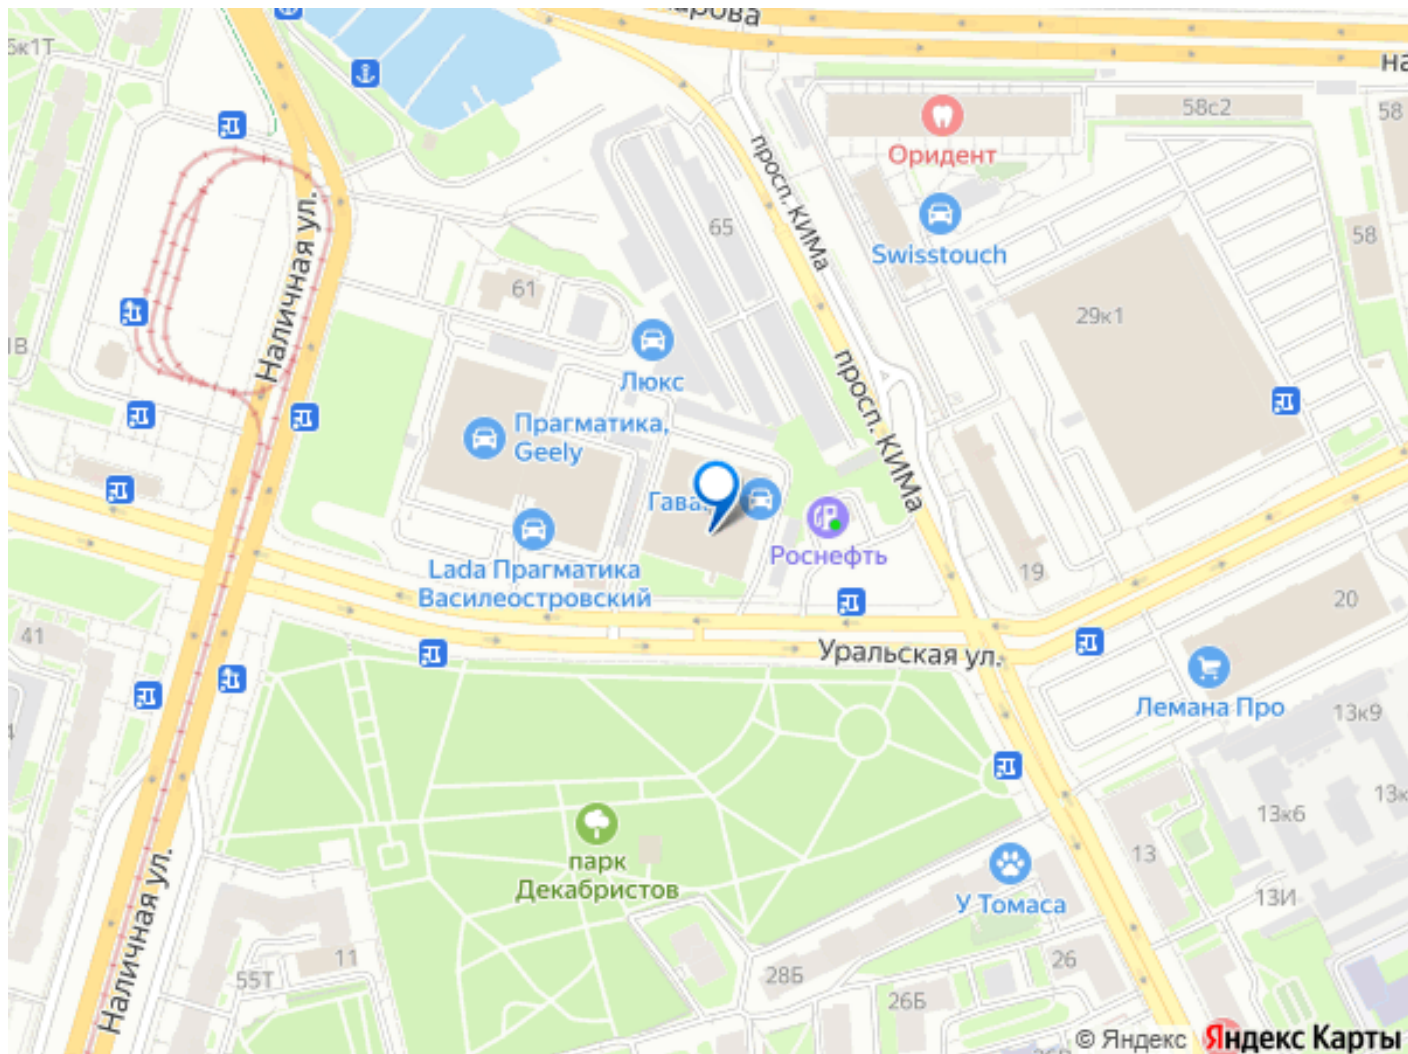 5к1Т
58с2
58
Оридент
просп. КИМа
65
58
Swisstouch
Наличная ул.
61
29к1
1В
Люкс
просп. КИМа
Прагматика,
Geely
Роснефть
Lada Прагматика
Василеостровский
19
20
41
Уральская ул.
Лемана Про
13к9
13к6
парк
Декабристов
13
У Томаса
13И
Наличная ул.
11
55Т
28Б
26
26Б
© Яндекс
Яндекс Карты